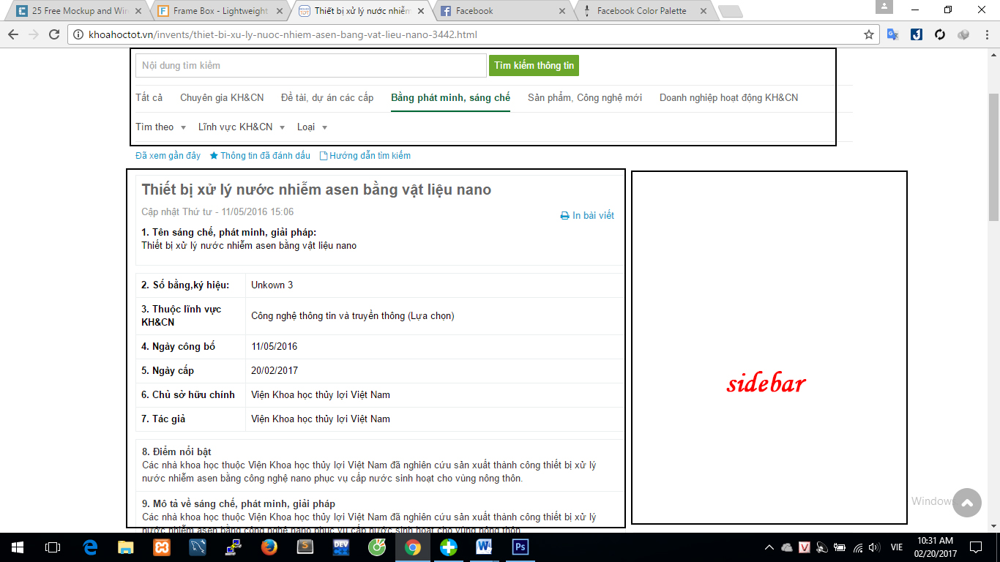 25 Free Mockup and Wir
Frame Box - Lightweight
Thiết bị xử lý nước nhiễm
Facebook
Facebook Color Palette
khoahoctot.vn/invents/thiet-bi-xu-ly-nuoc-nhiem-asen-bang-vat-lieu-nano-3442.html
Nội dung tìm kiếm
Tìm kiếm thông tin
Tất cả
Chuyên gia KH&CN
Đề tài, dự án các cấp
Bằng phát minh, sáng chế
Sản phẩm, Công nghệ mới
Doanh nghiệp hoạt động KH&CN
Tìm theo
Lĩnh vực KH&CN
Loại
Đã xem gần đây
Thông tin đã đánh dấu
Hướng dẫn tìm kiếm
Thiết bị xử lý nước nhiễm asen bằng vật liệu nano
Cập nhật Thứ tư - 11/05/2016 15:06
In bài viết
1. Tên sáng chế, phát minh, giải pháp:
Thiết bị xử lý nước nhiễm asen bằng vật liệu nano
2. Số bằng,ký hiệu:
Unkown 3
3. Thuộc lĩnh vực
KH&CN
Công nghệ thông tin và truyền thông (Lựa chọn)
4. Ngày công bố
11/05/2016
5. Ngày cấp
20/02/2017
6. Chủ sở hữu chính
Viện Khoa học thủy lợi Việt Nam
7. Tác giả
Viện Khoa học thủy lợi Việt Nam
8. Điểm nổi bật
Các nhà khoa học thuộc Viện Khoa học thủy lợi Việt Nam đã nghiên cứu sản xuất thành công thiết bị xử lý
nước nhiễm asen bằng công nghệ nano phục vụ cấp nước sinh hoạt cho vùng nông thôn.
9. Mô tả về sáng chế, phát minh, giải pháp
Các nhà khoa học thuộc Viện Khoa học thủy lợi Việt Nam đã nghiên cứu sản xuất thành công thiết bị xử lý
nước nhiễm asen bằng công nghệ nano phục vụ cấp nước sinh hoạt cho vùng nông thôn
sidebar
Windows
DEV
VIE
10:31 AM
02/20/2017